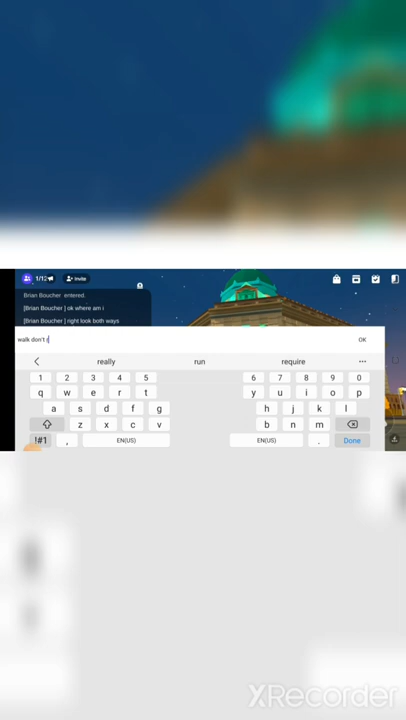 1/12
Invite
Brian Boucher entered.
[Brian Boucher ] ok where am i
[Brian Boucher ] right look both ways
walk don't r
OK
really run require
1 2 3 4 5 6 7 8 9 0
q w e r t y u i o p
a s d f g h j k l
z x c v b n m
!#1 , EN(US) EN(US) . Done
XRecorder